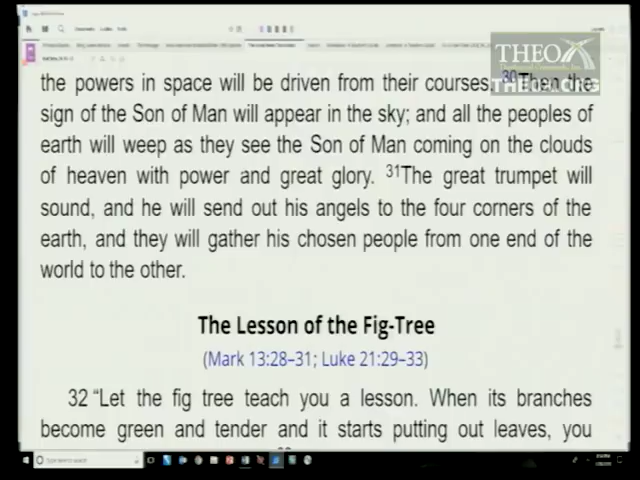 THEO
THEO3.ORG
the powers in space will be driven from their courses. 30Then the
sign of the Son of Man will appear in the sky; and all the peoples of
earth will weep as they see the Son of Man coming on the clouds
of heaven with power and great glory. 31The great trumpet will
sound, and he will send out his angels to the four corners of the
earth, and they will gather his chosen people from one end of the
world to the other.
The Lesson of the Fig-Tree
(Mark 13:28–31; Luke 21:29–33)
32 “Let the fig tree teach you a lesson. When its branches
become green and tender and it starts putting out leaves, you